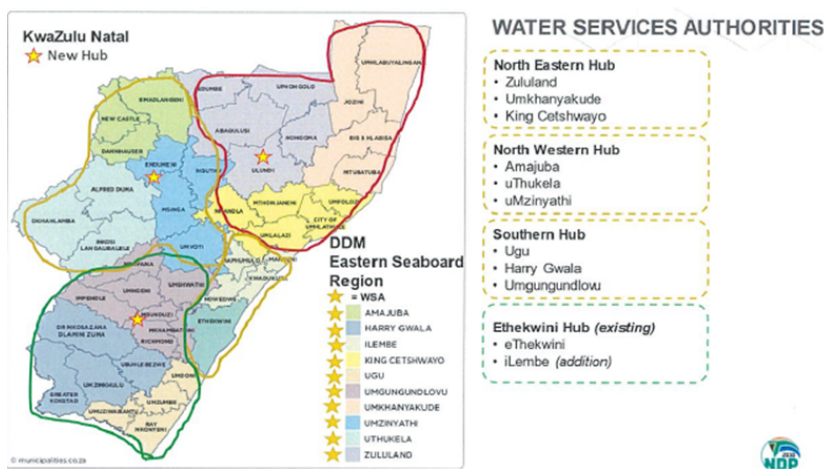 KwaZulu Natal
New Hub
UMHLABUYALINGANA
EDUMBE
UPHONGOLO
EMADLANGENI
JOZINI
NEW CASTLE
ABAQULUSI
NONGOMA
BIG 5 HLABISA
DANNHAUSER
ENDUMENI
NQUTHU
ULUNDI
MTUBATUBA
ALFRED DUMA
MSINGA
NKANDLA
MTHONJANENI
UMFOLOZI
OKHAHLAMBA
CITY OF
UMHLATHUZE
UMLALAZI
INKOSI
LANGALIBALELE
UMVOTI
MAPHUMULO
MANDENI
MPOFANA
KWADUKUZA
UMSHWATHI
UMNGENI
NDWEDWE
IMPENDLE
MSUNDUZI
ETHEKWINI
MKHAMBATHINI
DR NKOSAZANA
DLAMINI ZUMA
RICHMOND
UBUHLEBEZWE
UMDONI
UMZIMKULU
GREATER
KOKSTAD
UMZUMBE
UMUZIWABANTU
RAY
NKONYENI
DDM
Eastern Seaboard
Region
= WSA
AMAJUBA
HARRY GWALA
ILEMBE
KING CETSHWAYO
UGU
UMGUNGUNDLOVU
UMKHANYAKUDE
UMZINYATHI
UTHUKELA
ZULULAND
© municipalities.co.za
WATER SERVICES AUTHORITIES
North Eastern Hub
• Zululand
• Umkhanyakude
• King Cetshwayo
North Western Hub
• Amajuba
• uThukela
• uMzinyathi
Southern Hub
• Ugu
• Harry Gwala
• Umgungundlovu
Ethekwini Hub (existing)
• eThekwini
• iLembe (addition)
NDP